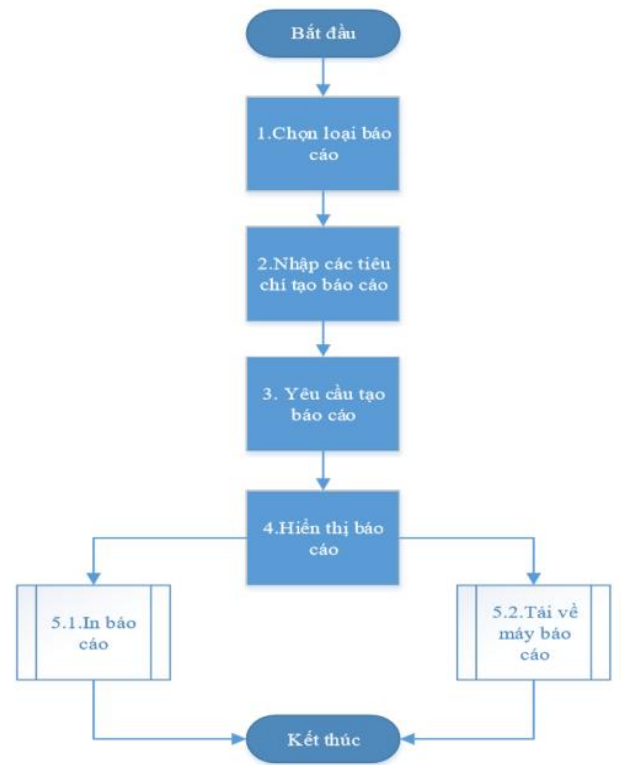 Bắt đầu
1.Chọn loại báo
cáo
2.Nhập các tiêu
chí tạo báo cáo
3. Yêu cầu tạo
báo cáo
4.Hiển thị báo
cáo
5.1.In báo
cáo
5.2.Tải về
máy báo
cáo
Kết thúc